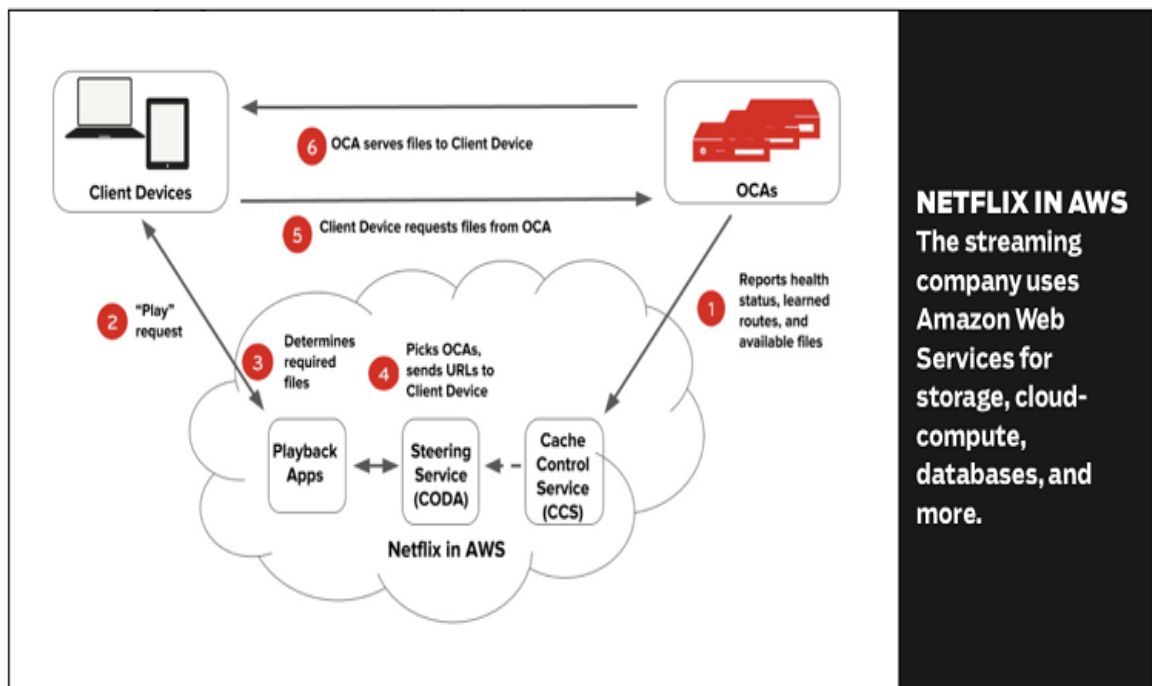 6
OCA serves files to Client Device
Client Devices
OCAs
5
Client Device requests files from OCA
1
Reports health
status, learned
routes, and
available files
2
"Play"
request
3
Determines
required
files
4
Picks OCAs,
sends URLs to
Client Device
Playback
Apps
Steering
Service
(CODA)
Cache
Control
Service
(CCS)
Netflix in AWS
NETFLIX IN AWS
The streaming
company uses
Amazon Web
Services for
storage, cloud-
compute,
databases, and
more.